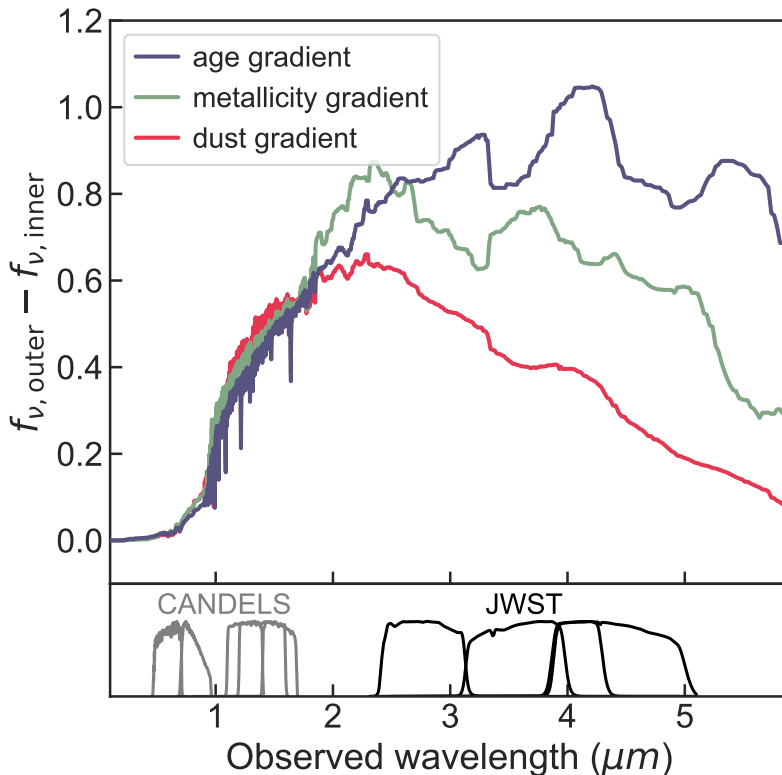 1.2
1.0
0.8
0.6
0.4
0.2
0.0
fν, outer − fν, inner
age gradient
metallicity gradient
dust gradient
CANDELS
JWST
1 2 3 4 5
Observed wavelength (μm)